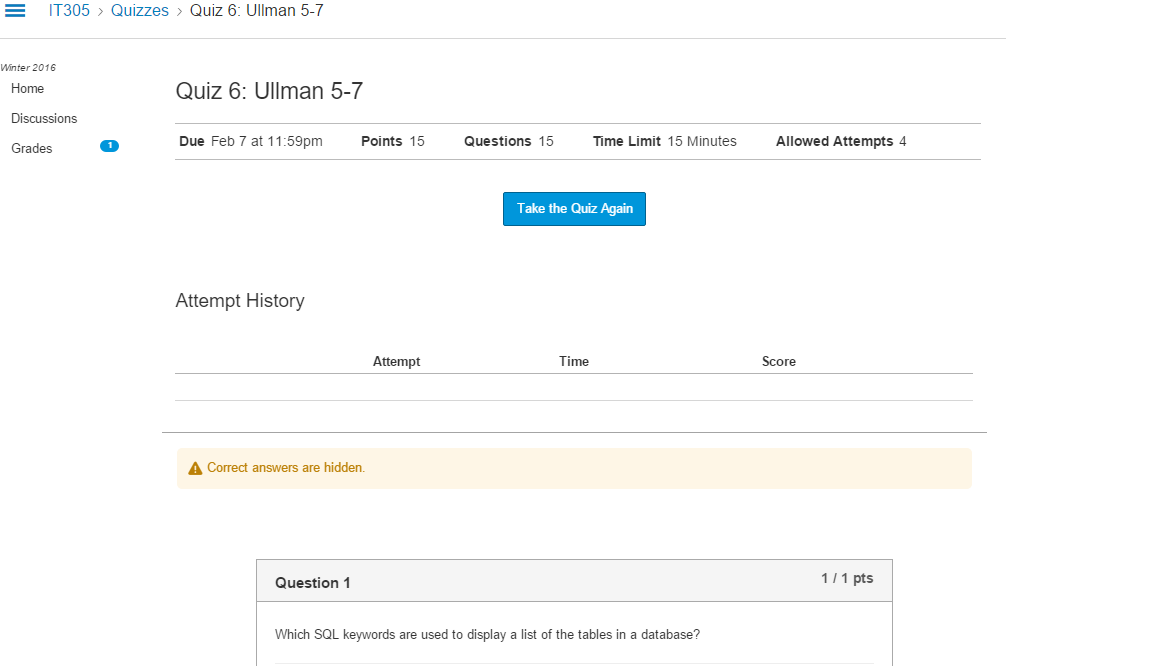 IT305 > Quizzes > Quiz 6: Ullman 5-7
Winter 2016
Home
Discussions
Grades 1
Quiz 6: Ullman 5-7
Due Feb 7 at 11:59pm Points 15 Questions 15 Time Limit 15 Minutes Allowed Attempts 4
Take the Quiz Again
Attempt History
Attempt Time Score
Correct answers are hidden.
Question 1 1 / 1 pts
Which SQL keywords are used to display a list of the tables in a database?